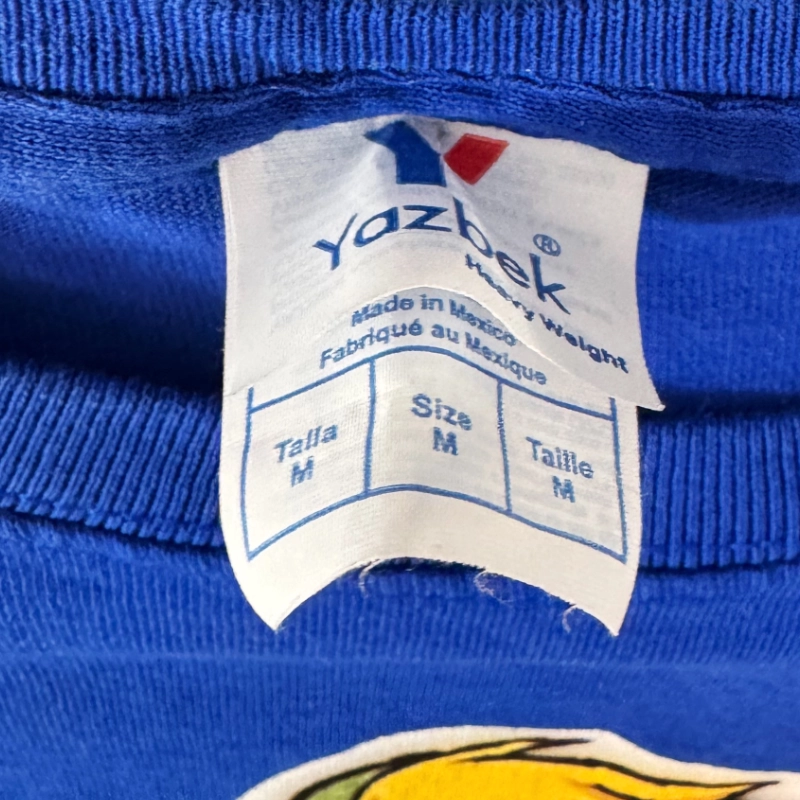 Yazbek®
Heavy Weight
Made in Mexico
Fabriqué au Mexique
Talla
M
Size
M
Taille
M